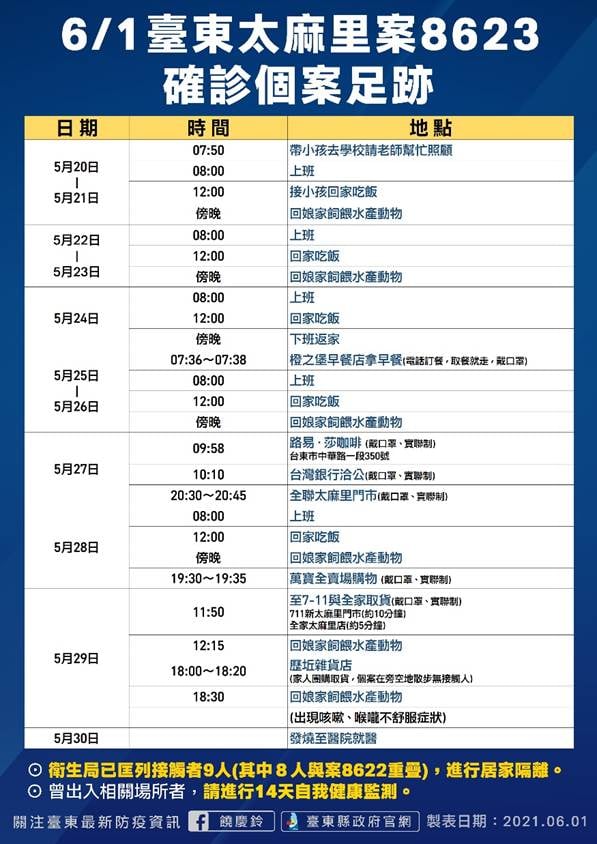 6/1臺東太麻里案8623
確診個案足跡
日期 時間 地點
5月20日
|
5月21日
07:50 帶小孩去學校請老師幫忙照顧
08:00 上班
12:00 接小孩回家吃飯
傍晚 回娘家飼餵水產動物
5月22日
|
5月23日
08:00 上班
12:00 回家吃飯
傍晚 回娘家飼餵水產動物
5月24日
08:00 上班
12:00 回家吃飯
傍晚 下班返家
5月25日
|
5月26日
07:36～07:38 橙之堡早餐店拿早餐(電話訂餐，取餐就走，戴口罩)
08:00 上班
12:00 回家吃飯
傍晚 回娘家飼餵水產動物
5月27日
09:58 路易‧莎咖啡 (戴口罩、實聯制)
台東市中華路一段350號
10:10 台灣銀行洽公(戴口罩、實聯制)
20:30～20:45 全聯太麻里門市(戴口罩、實聯制)
5月28日
08:00 上班
12:00 回家吃飯
傍晚 回娘家飼餵水產動物
19:30～19:35 萬寶全賣場購物 (戴口罩、實聯制)
5月29日
11:50 至7-11與全家取貨(戴口罩、實聯制)
711新太麻里門市(約10分鐘)
全家太麻里店(約5分鐘)
12:15 回娘家飼餵水產動物
18:00～18:20 歷坵雜貨店
(家人團購取貨，個案在旁空地散步無接觸人)
18:30 回娘家飼餵水產動物
(出現咳嗽、喉嚨不舒服症狀)
5月30日 發燒至醫院就醫
⊙ 衛生局已匡列接觸者9人(其中8人與案8622重疊)，進行居家隔離。
⊙ 曾出入相關場所者，請進行14天自我健康監測。
關注臺東最新防疫資訊 f 饒慶鈴 臺東縣政府官網 製表日期：2021.06.01